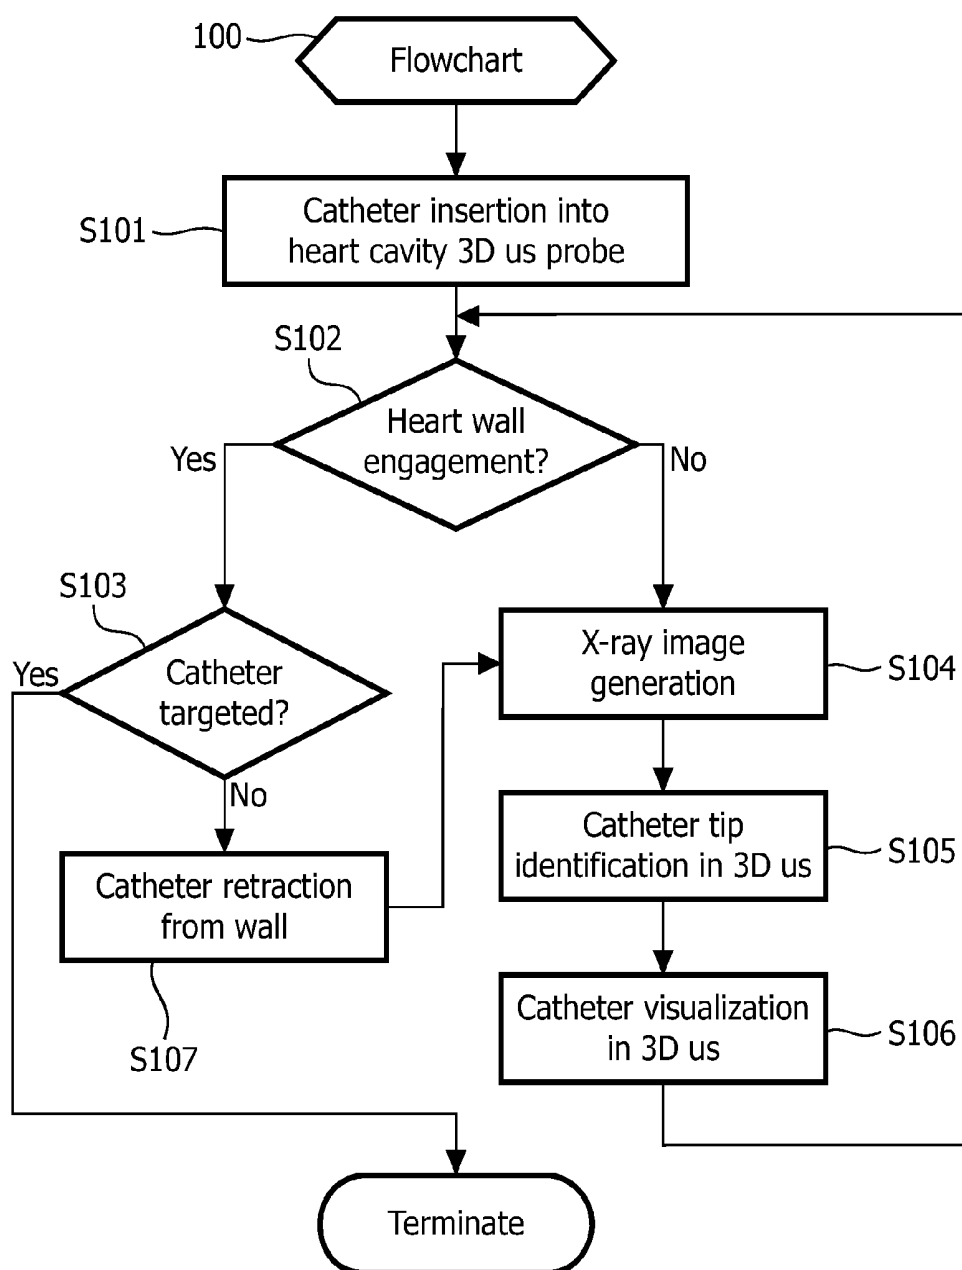 100
Flowchart
S101
Catheter insertion into
heart cavity 3D us probe
S102
Heart wall
engagement?
Yes
No
S103
Yes
Catheter
targeted?
No
X-ray image
generation
S104
Catheter tip
identification in 3D us
S105
Catheter retraction
from wall
S107
Catheter visualization
in 3D us
S106
Terminate